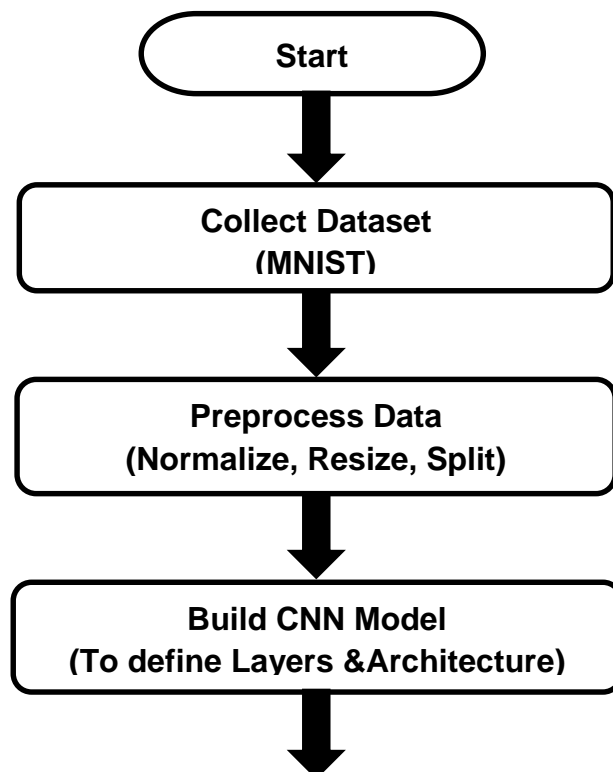 Start
Collect Dataset
(MNIST)
Preprocess Data
(Normalize, Resize, Split)
Build CNN Model
(To define Layers &Architecture)